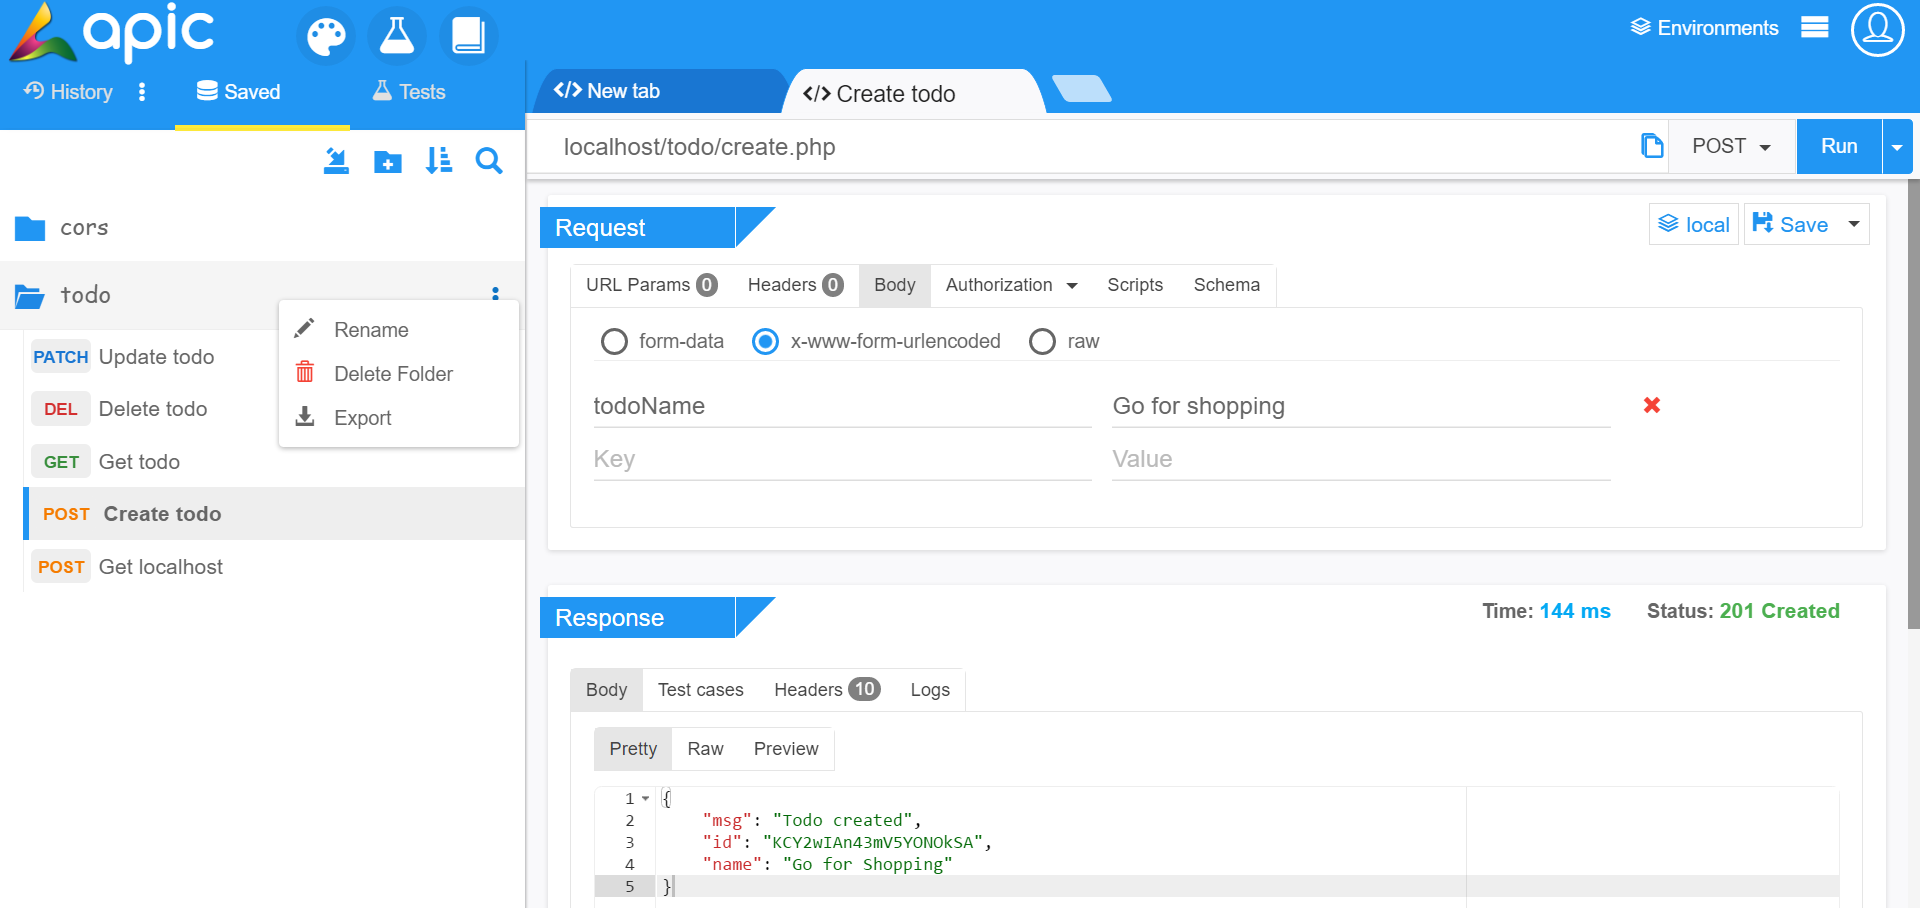 apic
Environments
History
Saved
Tests
</> New tab
</> Create todo
localhost/todo/create.php
POST
Run
cors
todo
Rename
Delete Folder
Export
PATCH Update todo
DEL Delete todo
GET Get todo
POST Create todo
POST Get localhost
Request
local
Save
URL Params 0
Headers 0
Body
Authorization
Scripts
Schema
form-data
x-www-form-urlencoded
raw
todoName
Go for shopping
Key
Value
Response
Time: 144 ms
Status: 201 Created
Body
Test cases
Headers 10
Logs
Pretty
Raw
Preview
1 {
2 "msg": "Todo created",
3 "id": "KCY2wIAn43mV5YONOkSA",
4 "name": "Go for Shopping"
5 }